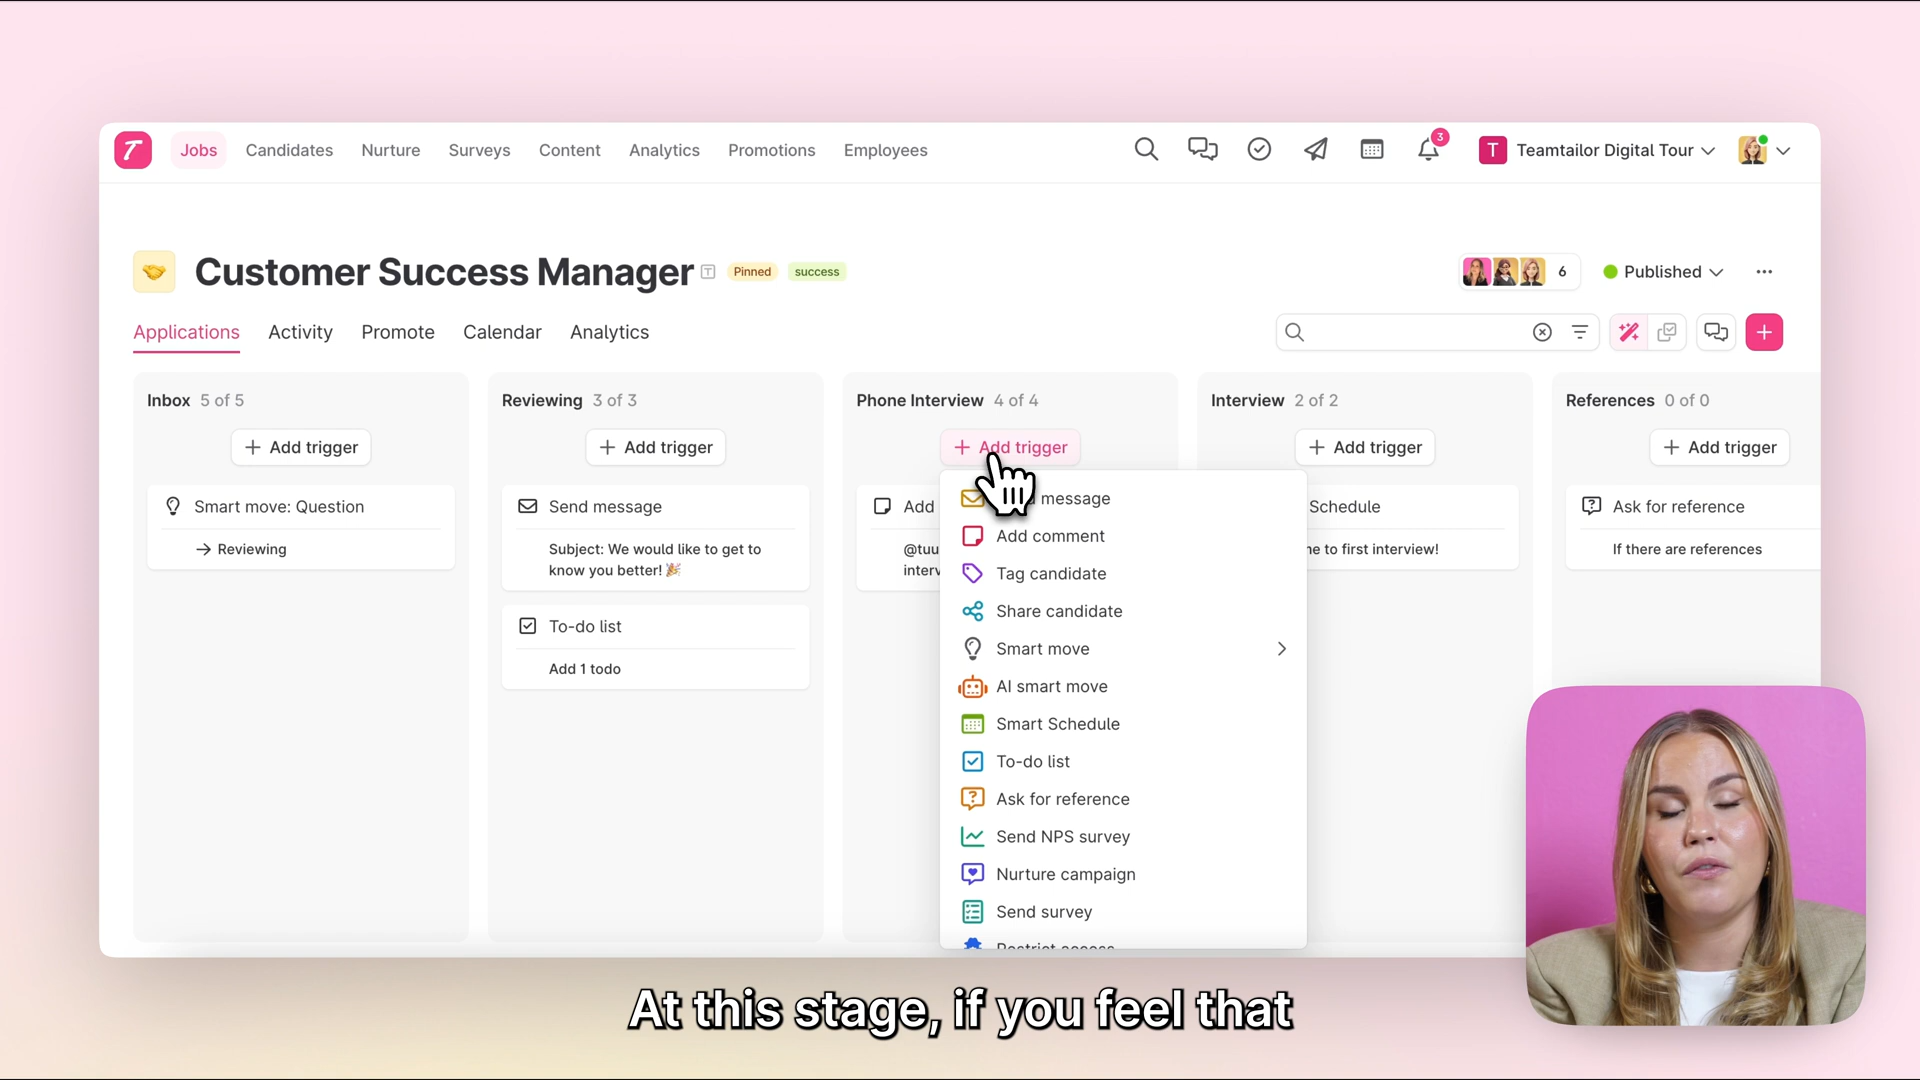 T Jobs Candidates Nurture Surveys Content Analytics Promotions Employees 3 T Teamtailor Digital Tour
Customer Success Manager T Pinned success 6 Published
Applications Activity Promote Calendar Analytics
Inbox 5 of 5
Add trigger
Smart move: Question
→ Reviewing
Reviewing 3 of 3
Add trigger
Send message
Subject: We would like to get to
know you better! 🎉
To-do list
Add 1 todo
Phone Interview 4 of 4
Add trigger
Add
@tuu
interv
message
Add comment
Tag candidate
Share candidate
Smart move
AI smart move
Smart Schedule
To-do list
Ask for reference
Send NPS survey
Nurture campaign
Send survey
Restrict access
Interview 2 of 2
Add trigger
Schedule
to first interview!
References 0 of 0
Add trigger
Ask for reference
If there are references
At this stage, if you feel that